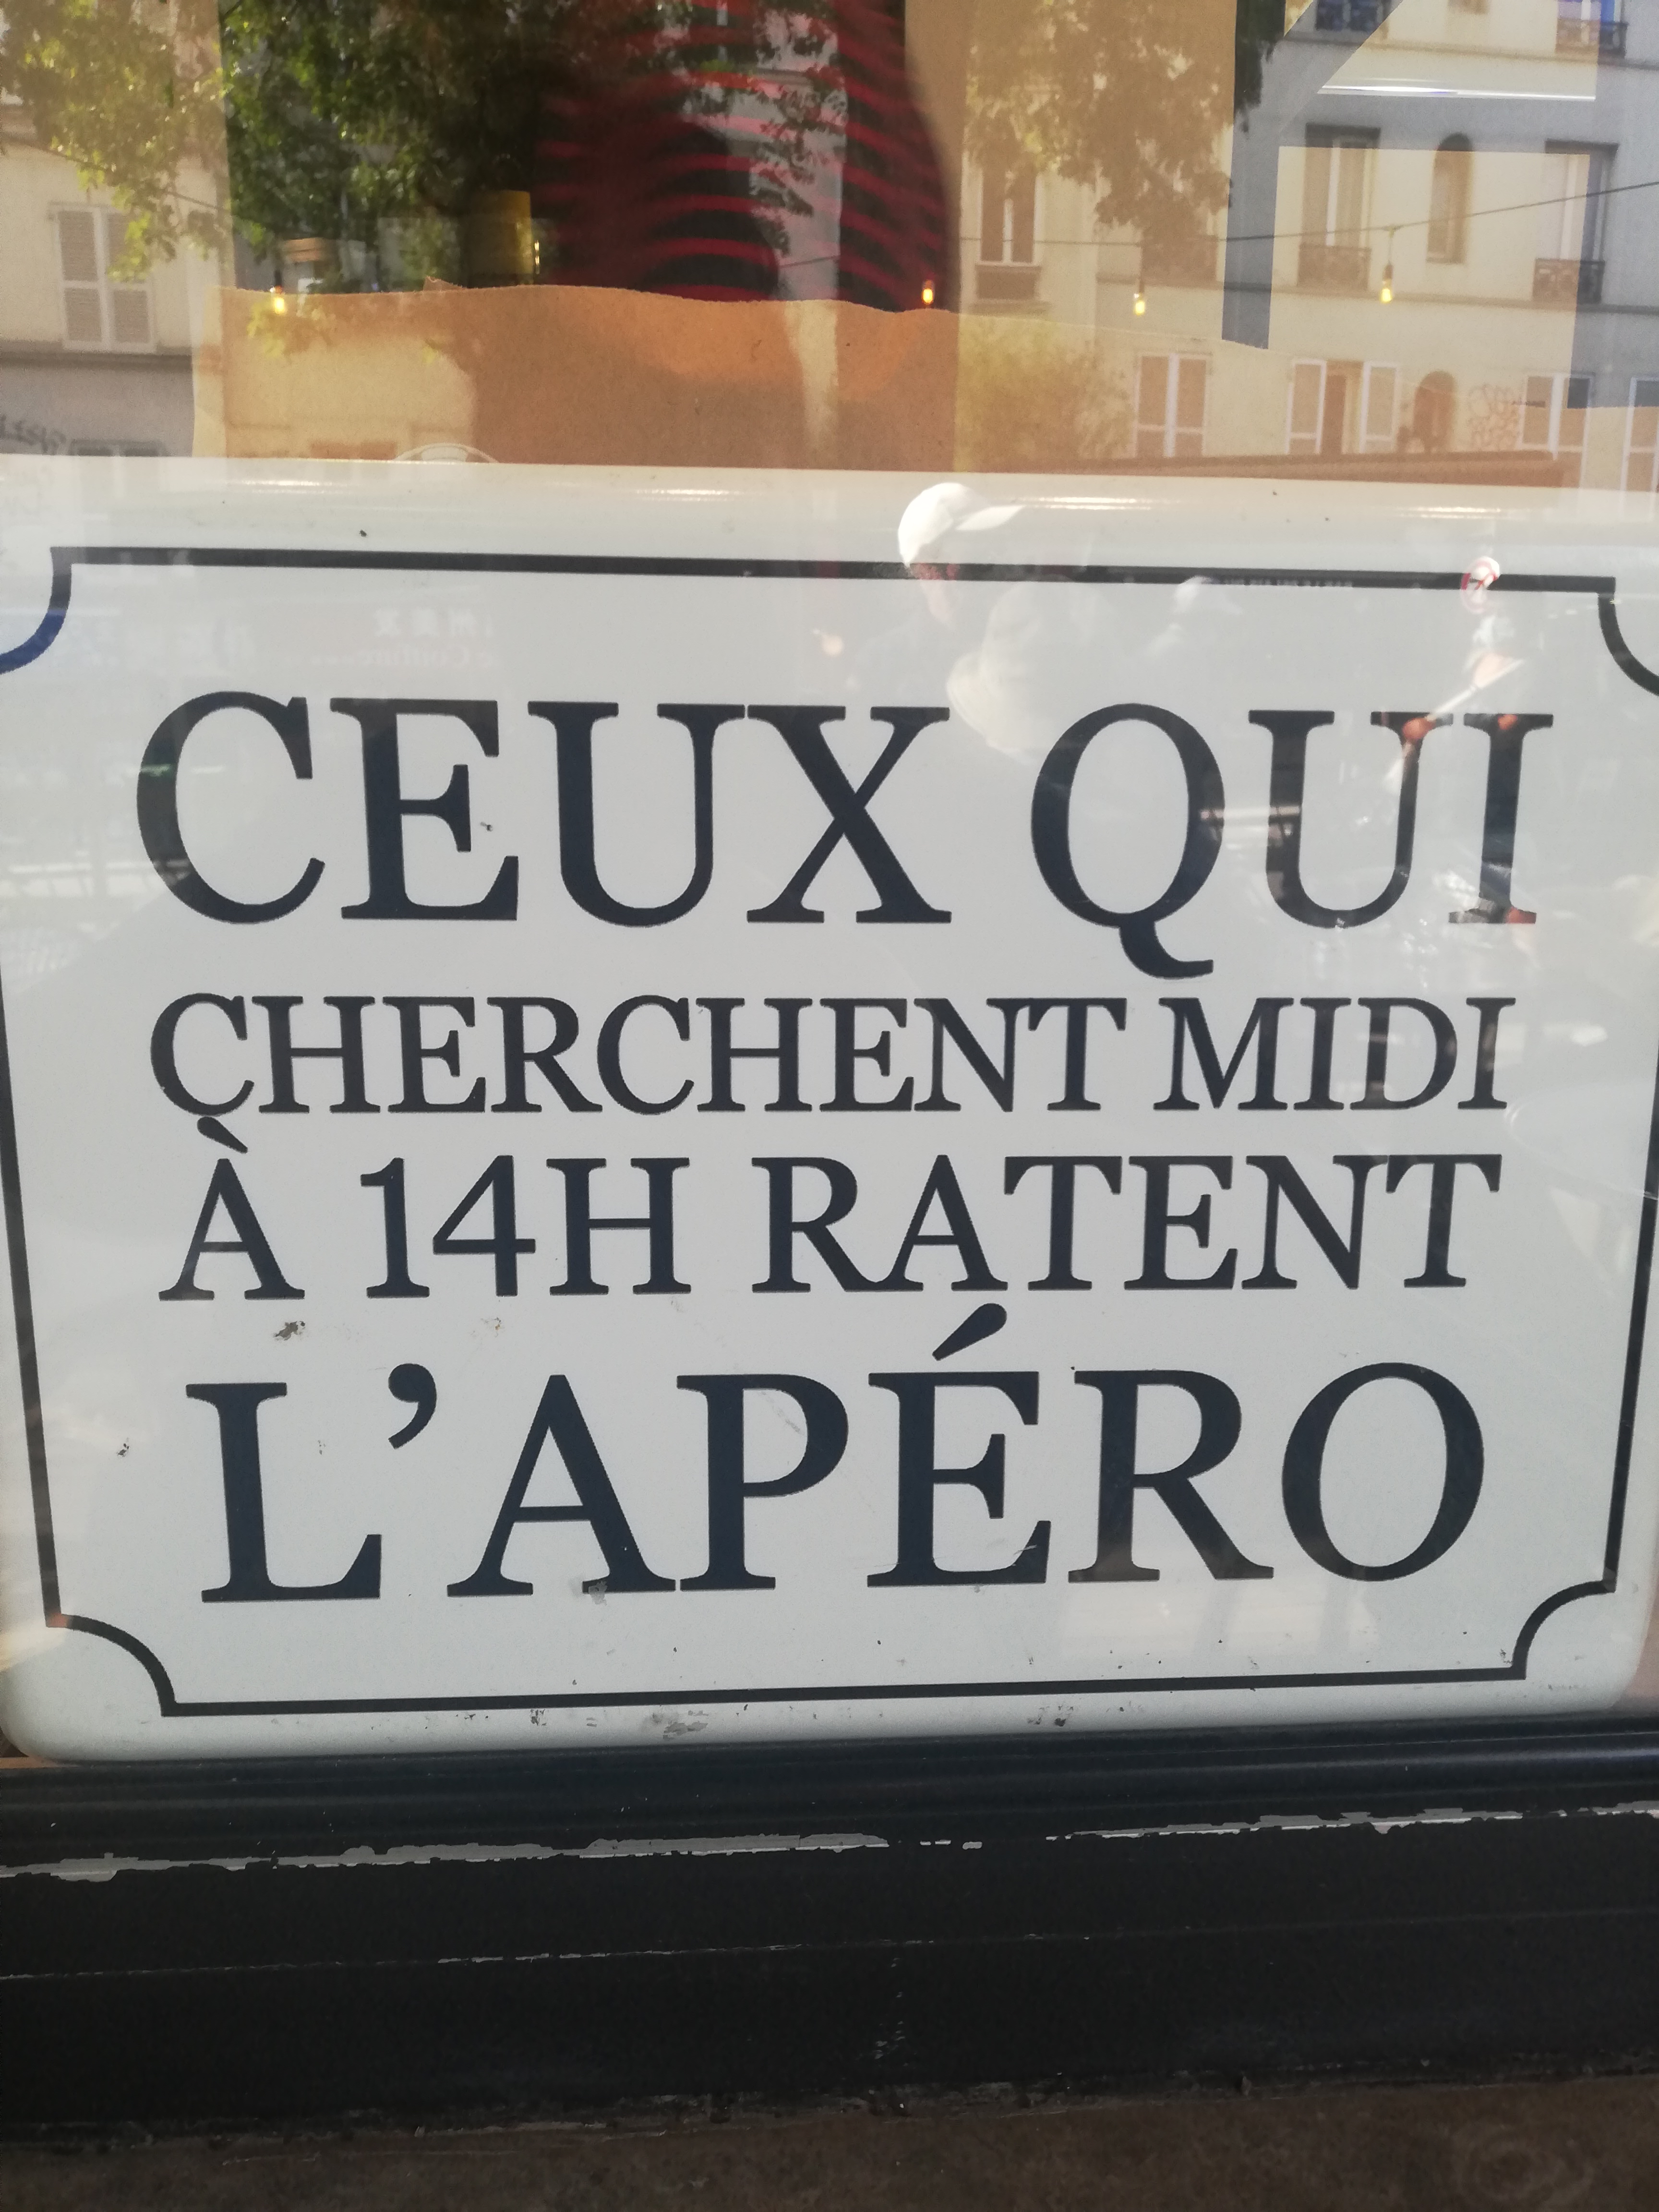 CEUX QUI
CHERCHENT MIDI
À 14H RATENT
L'APÉRO